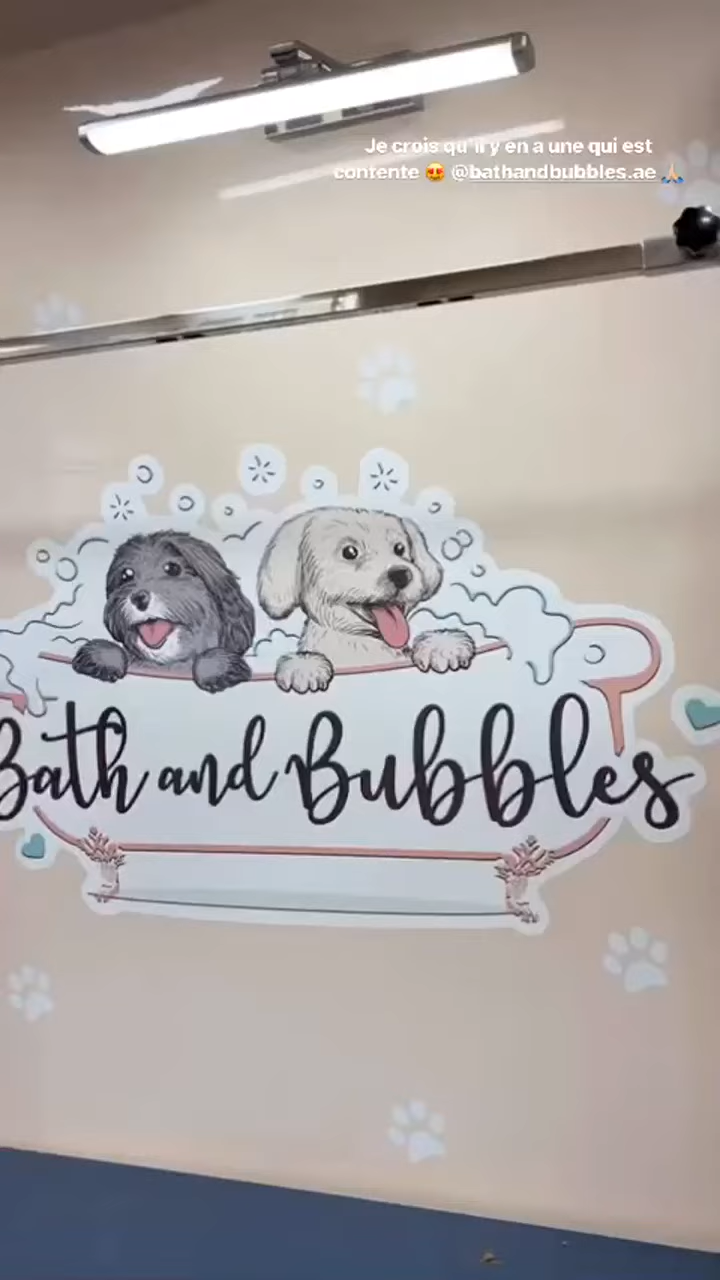 Je crois qu'il y en a une qui est
contente 😍 @bathandbubbles.ae 🙏🏼
Bath and Bubbles